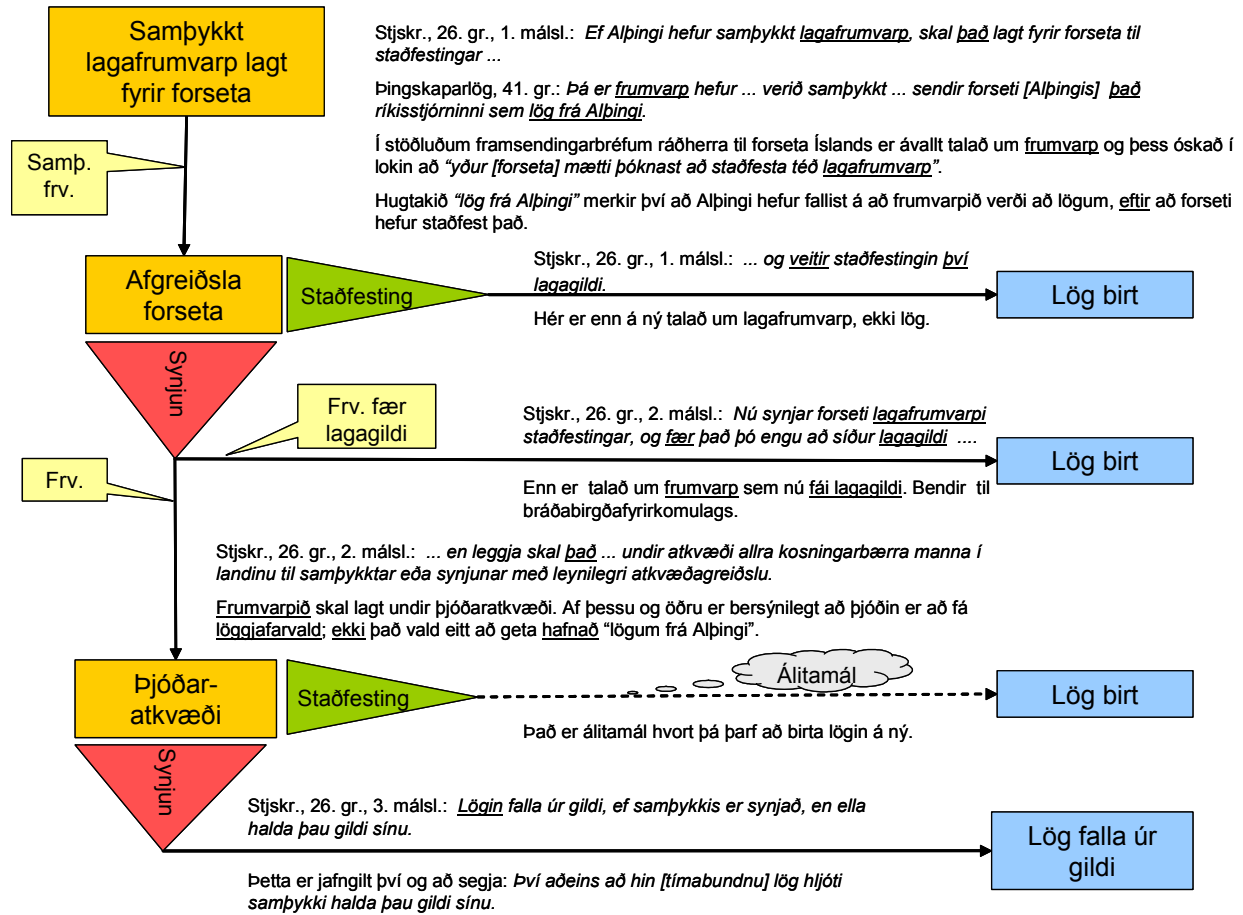 Samþykkt
lagafrumvarp lagt
fyrir forseta
Stjskr., 26. gr., 1. málsl.: Ef Alþingi hefur samþykkt lagafrumvarp, skal það lagt fyrir forseta til
staðfestingar ...
Þingskaparlög, 41. gr.: Þá er frumvarp hefur ... verið samþykkt ... sendir forseti [Alþingis] það
ríkisstjórninni sem lög frá Alþingi.
Samþ.
frv.
Í stöðluðum framsendingarbréfum ráðherra til forseta Íslands er ávallt talað um frumvarp og þess óskað í
lokin að “yður [forseta] mætti þóknast að staðfesta téð lagafrumvarp”.
Hugtakið “lög frá Alþingi” merkir því að Alþingi hefur fallist á að frumvarpið verði að lögum, eftir að forseti
hefur staðfest það.
Afgreiðsla
forseta
Staðfesting
Stjskr., 26. gr., 1. málsl.: ... og veitir staðfestingin því
lagagildi.
Hér er enn á ný talað um lagafrumvarp, ekki lög.
Lög birt
Synjun
Frv. fær
lagagildi
Stjskr., 26. gr., 2. málsl.: Nú synjar forseti lagafrumvarpi
staðfestingar, og fær það þó engu að síður lagagildi ....
Lög birt
Frv.
Enn er talað um frumvarp sem nú fái lagagildi. Bendir til
bráðabirgðafyrirkomulags.
Stjskr., 26. gr., 2. málsl.: ... en leggja skal það ... undir atkvæði allra kosningarbærra manna í
landinu til samþykktar eða synjunar með leynilegri atkvæðagreiðslu.
Frumvarpið skal lagt undir þjóðaratkvæði. Af þessu og öðru er bersýnilegt að þjóðin er að fá
löggjafarvald; ekki það vald eitt að geta hafnað “lögum frá Alþingi”.
Þjóðar-
atkvæði
Staðfesting
Álitamál
Lög birt
Það er álitamál hvort þá þarf að birta lögin á ný.
Synjun
Stjskr., 26. gr., 3. málsl.: Lögin falla úr gildi, ef samþykkis er synjað, en ella
halda þau gildi sínu.
Lög falla úr
gildi
Þetta er jafngilt því og að segja: Því aðeins að hin [tímabundnu] lög hljóti
samþykki halda þau gildi sínu.